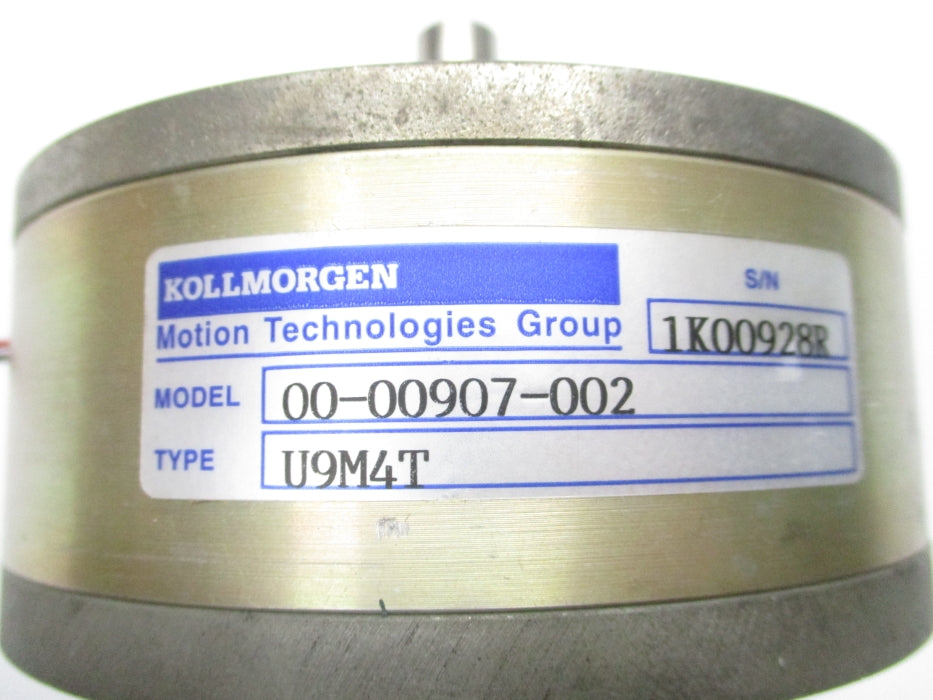 KOLLMORGEN
Motion Technologies Group
S/N
1K00928R
MODEL 00-00907-002
TYPE U9M4T